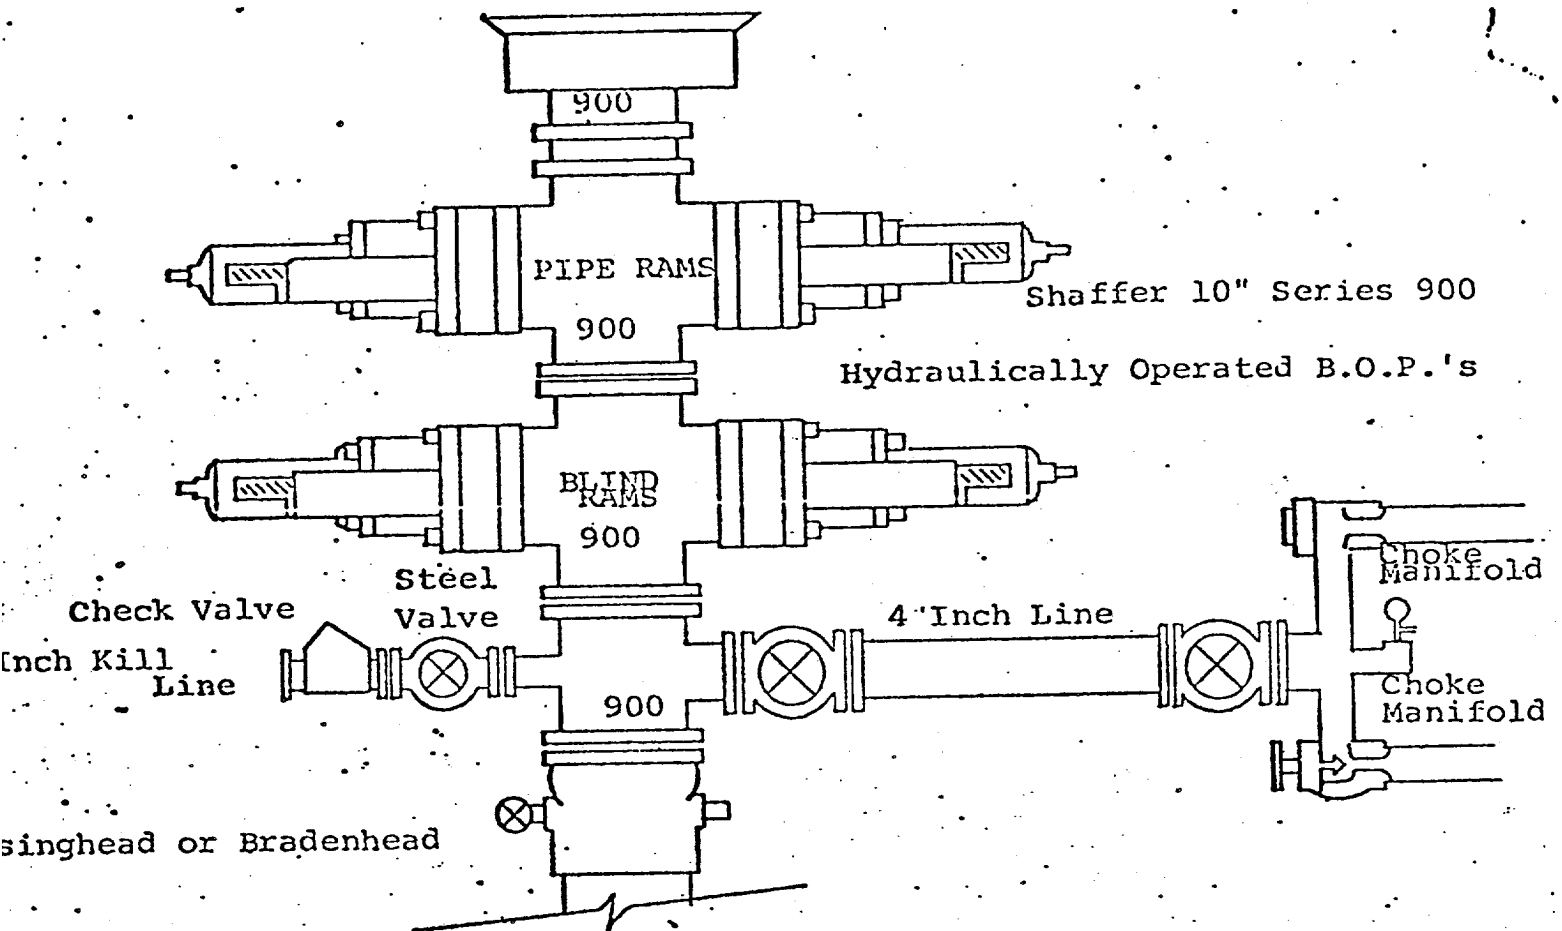 900
PIPE RAMS
Shaffer 10" Series 900
900
Hydraulically Operated B.O.P.'s
BLIND
RAMS
900
Steel
Valve
Check Valve
Inch Kill
Line
4 Inch Line
Choke
Manifold
900
Choke
Manifold
singhead or Bradenhead